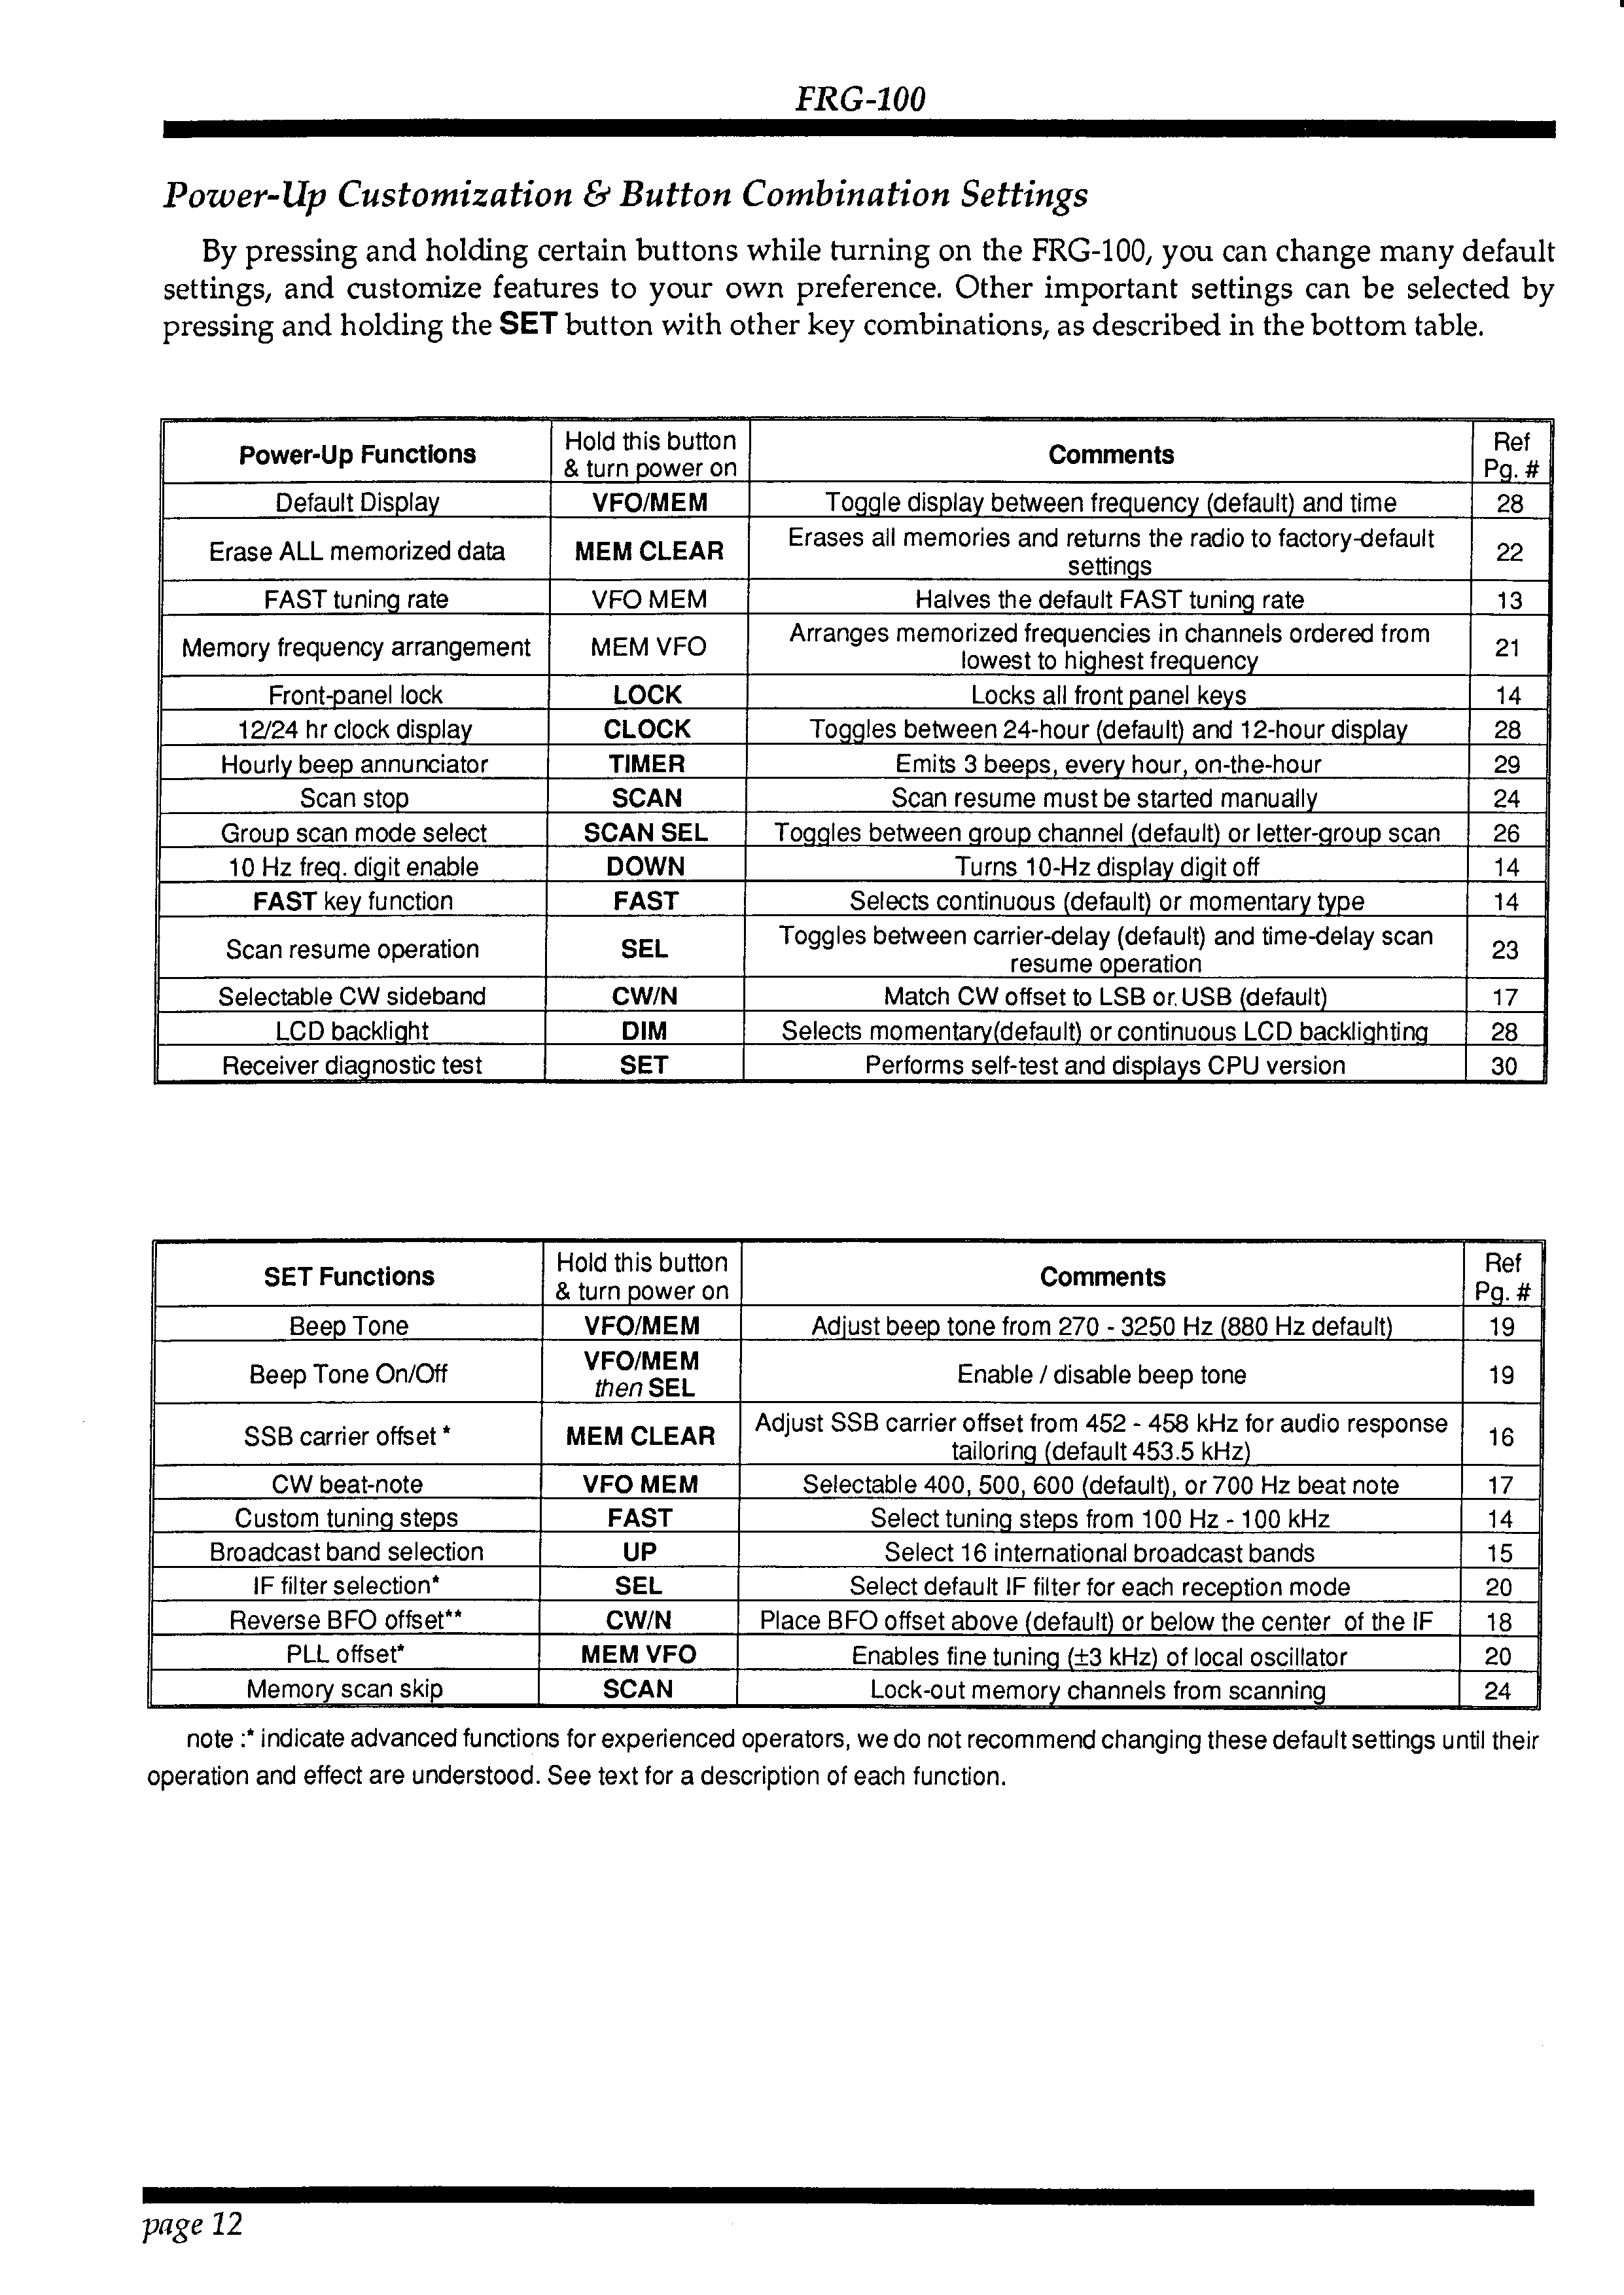 FRG-100
Power-Up Customization & Button Combination Settings
By pressing and holding certain buttons while turning on the FRG-100, you can change many default
settings, and customize features to your own preference. Other important settings can be selected by
pressing and holding the SET button with other key combinations, as described in the bottom table.
Power-Up Functions Hold this button & turn power on Comments Ref Pg. #
Default Display VFO/MEM Toggle display between frequency (default) and time 28
Erase ALL memorized data MEM CLEAR Erases all memories and returns the radio to factory-default settings 22
FAST tuning rate VFO MEM Halves the default FAST tuning rate 13
Memory frequency arrangement MEM VFO Arranges memorized frequencies in channels ordered from lowest to highest frequency 21
Front-panel lock LOCK Locks all front panel keys 14
12/24 hr clock display CLOCK Toggles between 24-hour (default) and 12-hour display 28
Hourly beep annunciator TIMER Emits 3 beeps, every hour, on-the-hour 29
Scan stop SCAN Scan resume must be started manually 24
Group scan mode select SCAN SEL Toggles between group channel (default) or letter-group scan 26
10 Hz freq. digit enable DOWN Turns 10-Hz display digit off 14
FAST key function FAST Selects continuous (default) or momentary type 14
Scan resume operation SEL Toggles between carrier-delay (default) and time-delay scan resume operation 23
Selectable CW sideband CW/N Match CW offset to LSB or USB (default) 17
LCD backlight DIM Selects momentary(default) or continuous LCD backlighting 28
Receiver diagnostic test SET Performs self-test and displays CPU version 30
SET Functions Hold this button & turn power on Comments Ref Pg. #
Beep Tone VFO/MEM Adjust beep tone from 270 - 3250 Hz (880 Hz default) 19
Beep Tone On/Off VFO/MEM then SEL Enable / disable beep tone 19
SSB carrier offset * MEM CLEAR Adjust SSB carrier offset from 452 - 458 kHz for audio response tailoring (default 453.5 kHz) 16
CW beat-note VFO MEM Selectable 400, 500, 600 (default), or 700 Hz beat note 17
Custom tuning steps FAST Select tuning steps from 100 Hz - 100 kHz 14
Broadcast band selection UP Select 16 international broadcast bands 15
IF filter selection* SEL Select default IF filter for each reception mode 20
Reverse BFO offset** CW/N Place BFO offset above (default) or below the center of the IF 18
PLL offset* MEM VFO Enables fine tuning (±3 kHz) of local oscillator 20
Memory scan skip SCAN Lock-out memory channels from scanning 24
note :* indicate advanced functions for experienced operators, we do not recommend changing these default settings until their
operation and effect are understood. See text for a description of each function.
page 12